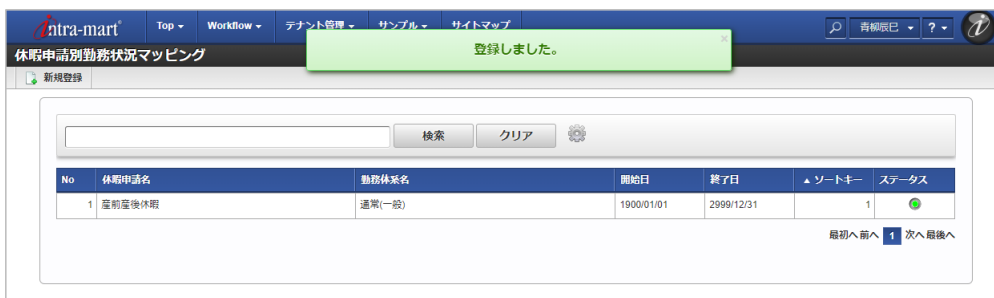 intra-mart Top Workflow テナント管理 サンプル サイトマップ 青柳辰巳 ?
登録しました。 ×
休暇申請別勤務状況マッピング
新規登録
検索 クリア
No 休暇申請名 勤務体系名 開始日 終了日 ▲ ソートキー ステータス
1 産前産後休暇 通常(一般) 1900/01/01 2999/12/31 1
最初へ 前へ 1 次へ 最後へ